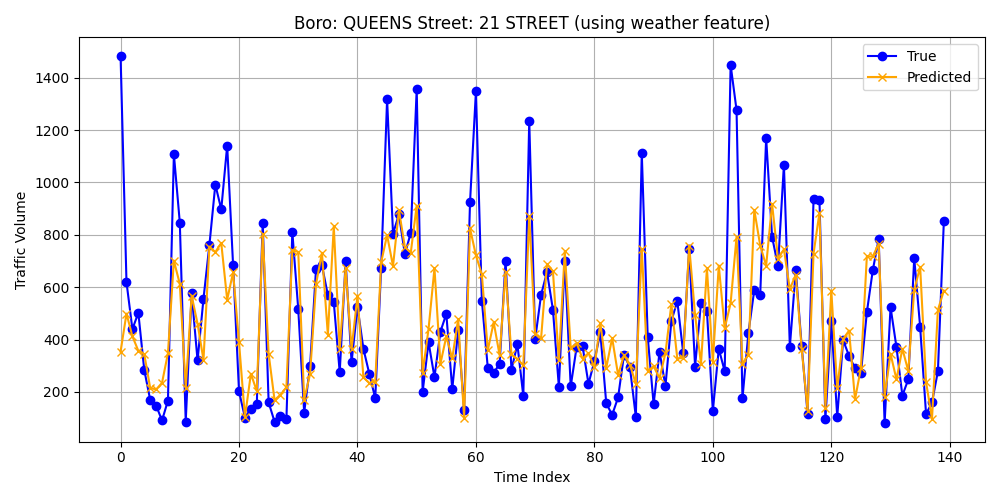 Boro: QUEENS Street: 21 STREET (using weather feature)
True
Predicted
Traffic Volume
1400
1200
1000
800
600
400
200
0 20 40 60 80 100 120 140
Time Index